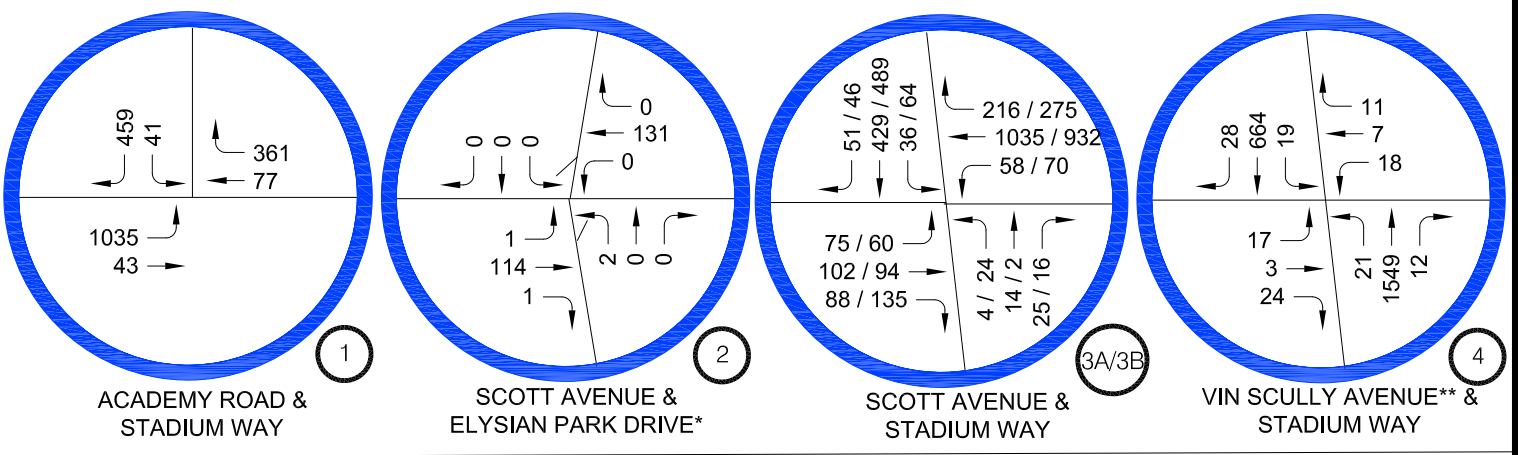 459
41
361
77
1035
43
1
ACADEMY ROAD &
STADIUM WAY
0
0
0
0
131
0
1
114
1
2
0
0
2
SCOTT AVENUE &
ELYSIAN PARK DRIVE*
51 / 46
429 / 489
36 / 64
216 / 275
1035 / 932
58 / 70
75 / 60
102 / 94
88 / 135
4 / 24
14 / 2
25 / 16
3A/3B
SCOTT AVENUE &
STADIUM WAY
28
664
19
11
7
18
17
3
24
21
1549
12
4
VIN SCULLY AVENUE** &
STADIUM WAY